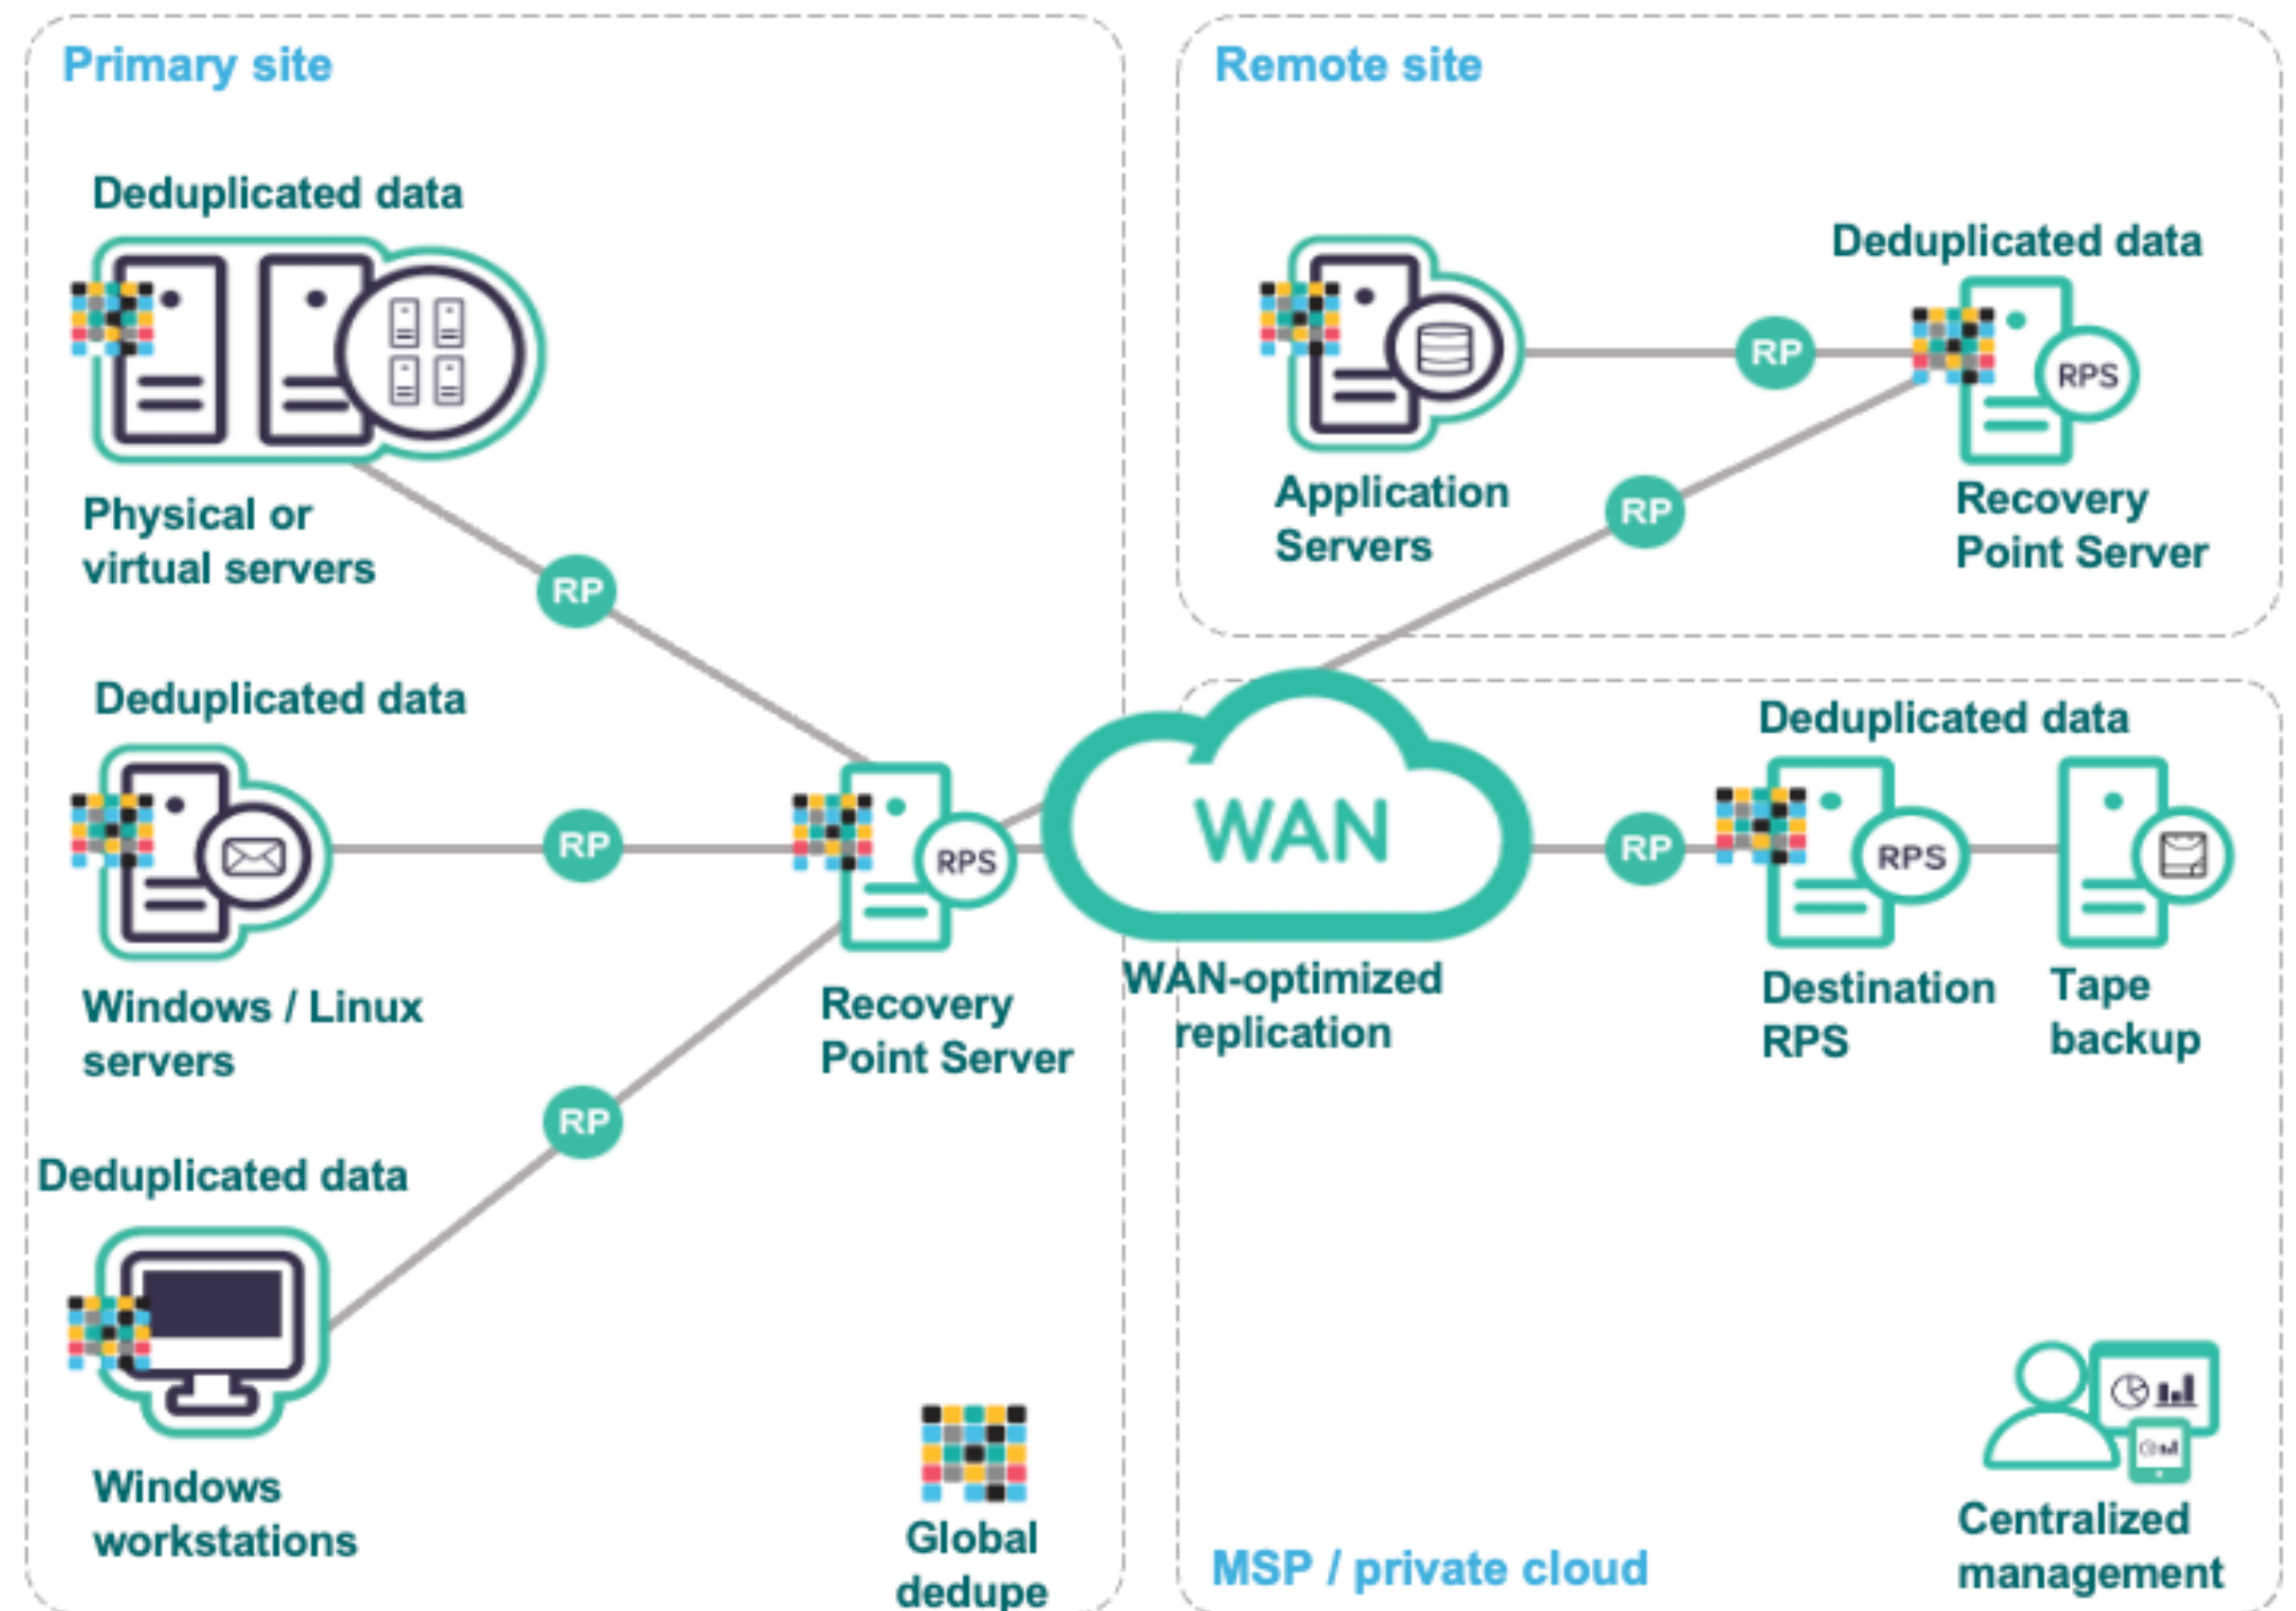 Primary site
Deduplicated data
Physical or
virtual servers
RP
Deduplicated data
Windows / Linux
servers
RP
RPS
Recovery
Point Server
RP
Deduplicated data
Windows
workstations
Global
dedupe
Remote site
Application
Servers
RP
Deduplicated data
RPS
Recovery
Point Server
RP
WAN
WAN-optimized
replication
RP
Deduplicated data
RPS
Destination
RPS
Tape
backup
MSP / private cloud
Centralized
management